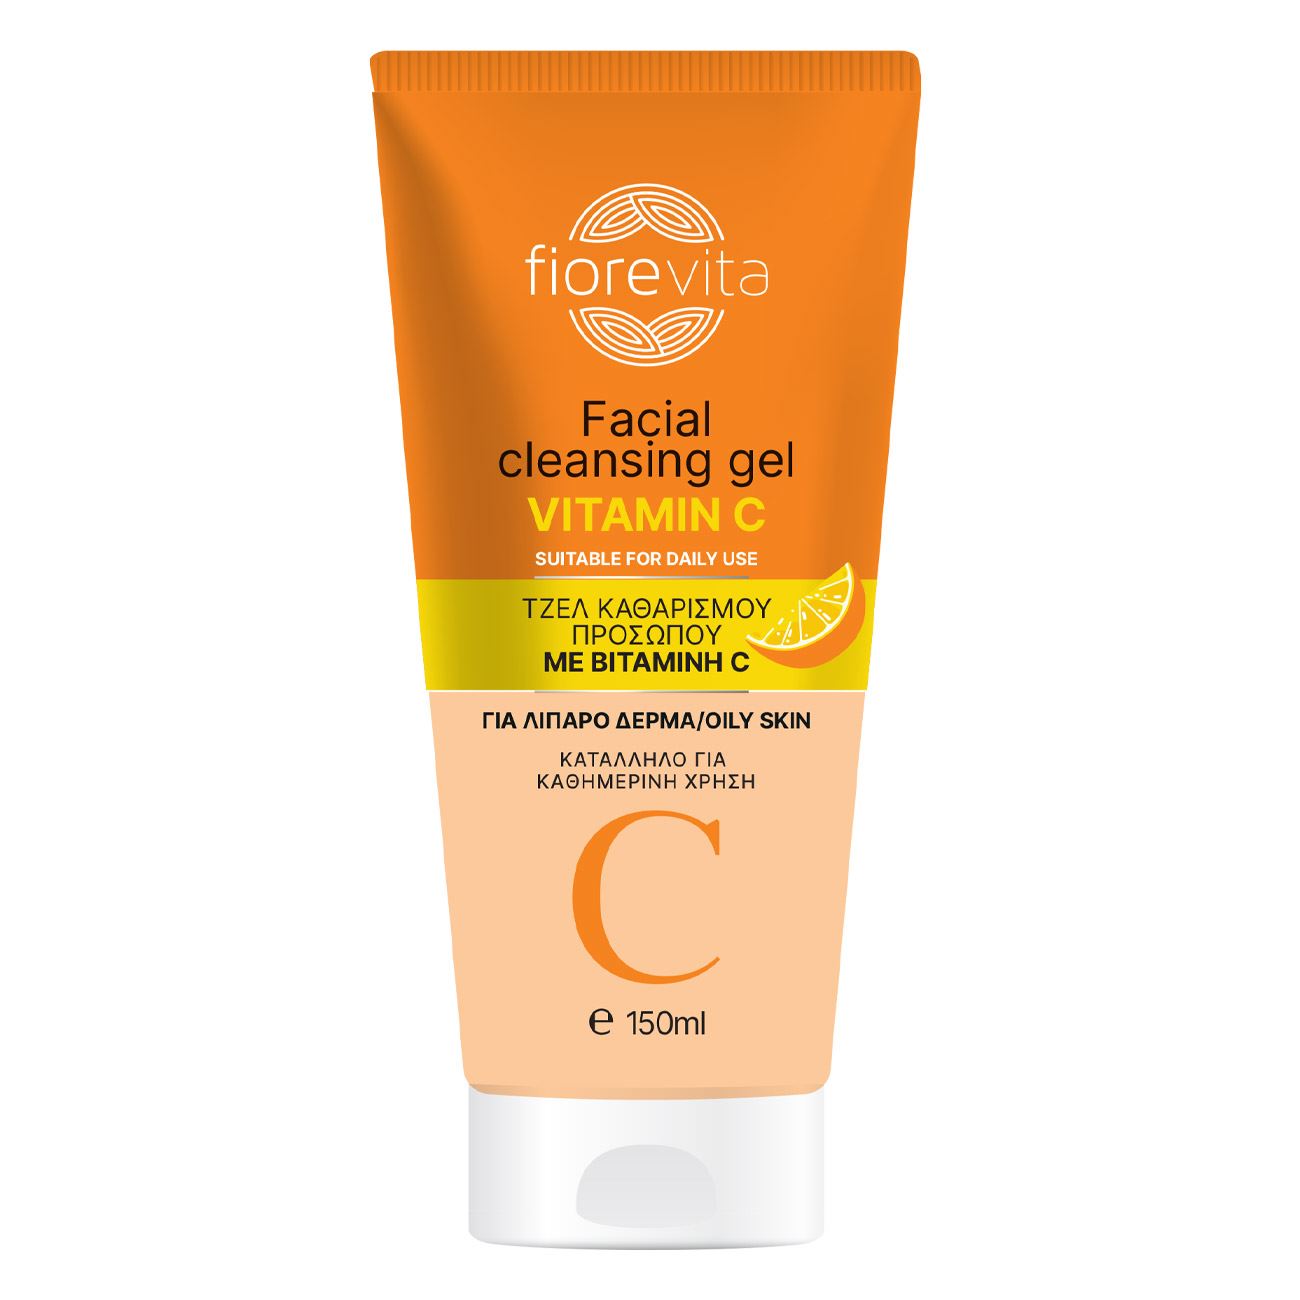 fiorevita
Facial
cleansing gel
VITAMIN C
SUITABLE FOR DAILY USE
ΤΖΕΛ ΚΑΘΑΡΙΣΜΟΥ
ΠΡΟΣΩΠΟΥ
ΜΕ ΒΙΤΑΜΙΝΗ C
ΓΙΑ ΛΙΠΑΡΟ ΔΕΡΜΑ/OILY SKIN
ΚΑΤΑΛΛΗΛΟ ΓΙΑ
ΚΑΘΗΜΕΡΙΝΗ ΧΡΗΣΗ
C
℮ 150ml